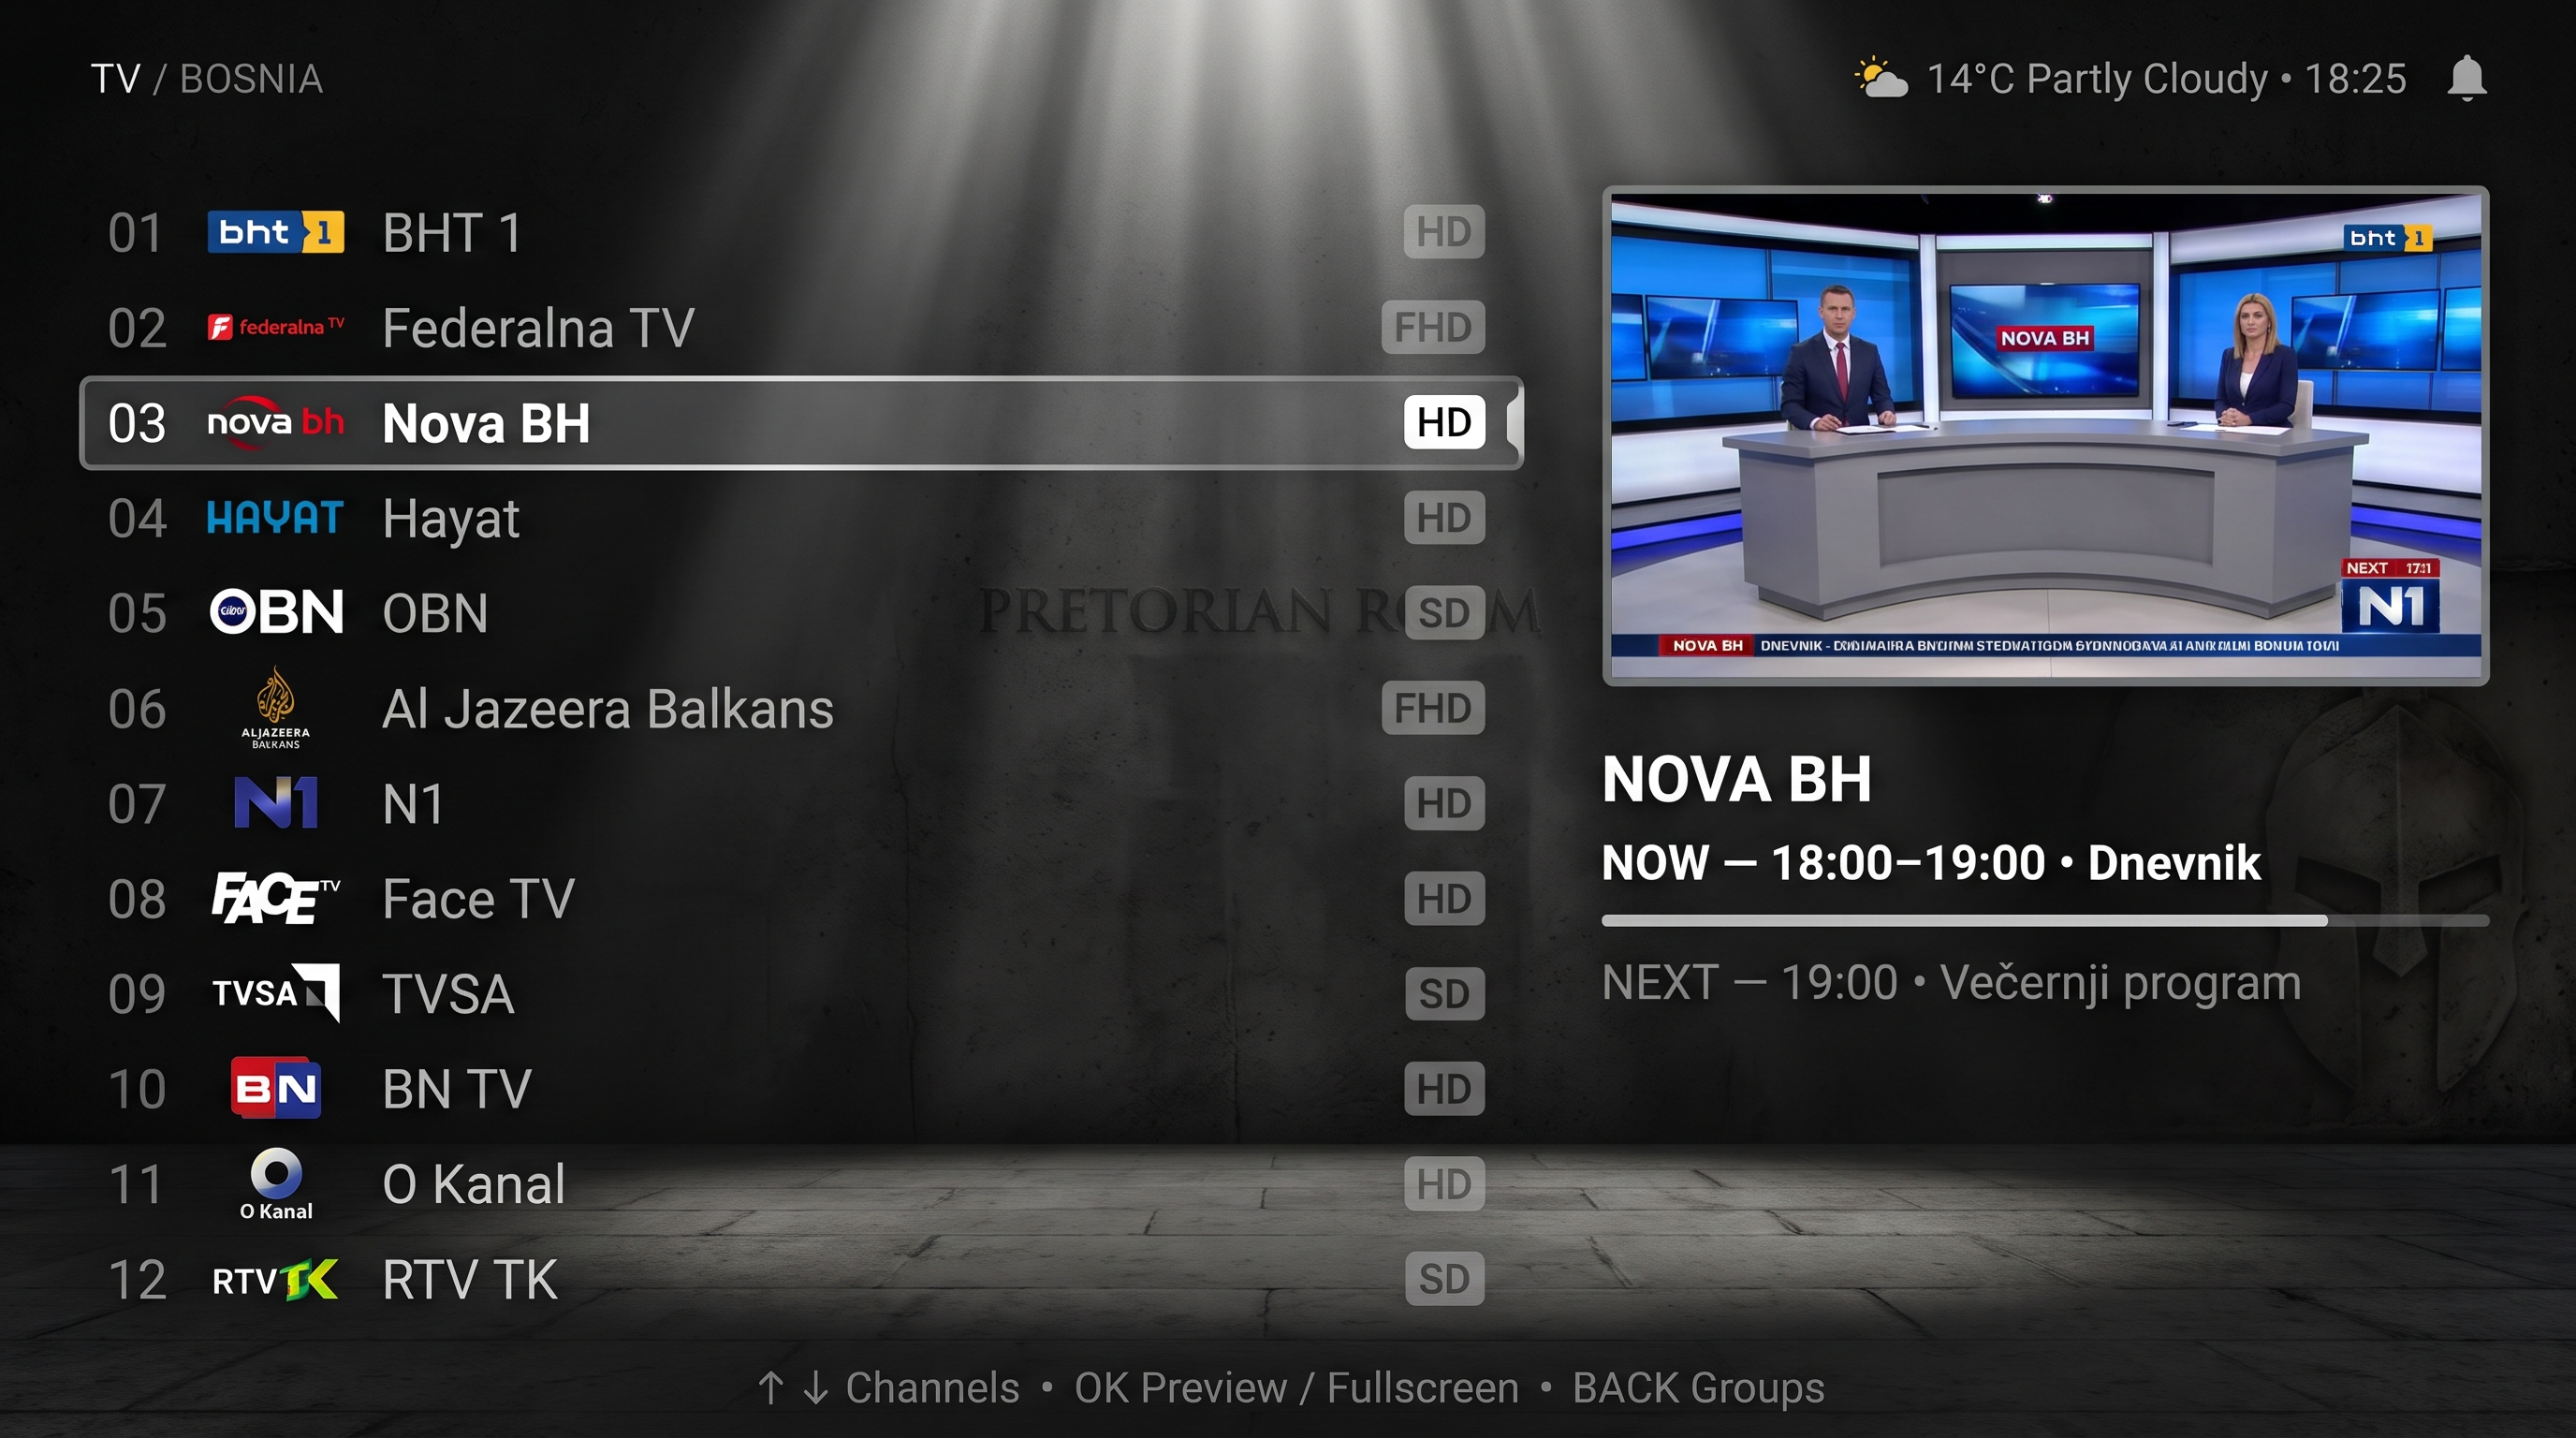 TV / BOSNIA
14°C Partly Cloudy • 18:25
01 bht 1 BHT 1 HD
02 F federalna TV Federalna TV FHD
03 nova bh Nova BH HD
04 HAYAT Hayat HD
05 OBN OBN SD
06 ALJAZEERA BALKANS Al Jazeera Balkans FHD
07 N1 N1 HD
08 FACE TV Face TV HD
09 TVSA TVSA SD
10 BN BN TV HD
11 O Kanal O Kanal HD
12 RTV TK RTV TK SD
PRETORIAN ROOM
bht 1
NOVA BH
NEXT
N1
NOVA BH DNEVNIK -
NOVA BH
NOW — 18:00–19:00 • Dnevnik
NEXT — 19:00 • Večernji program
↑ ↓ Channels • OK Preview / Fullscreen • BACK Groups